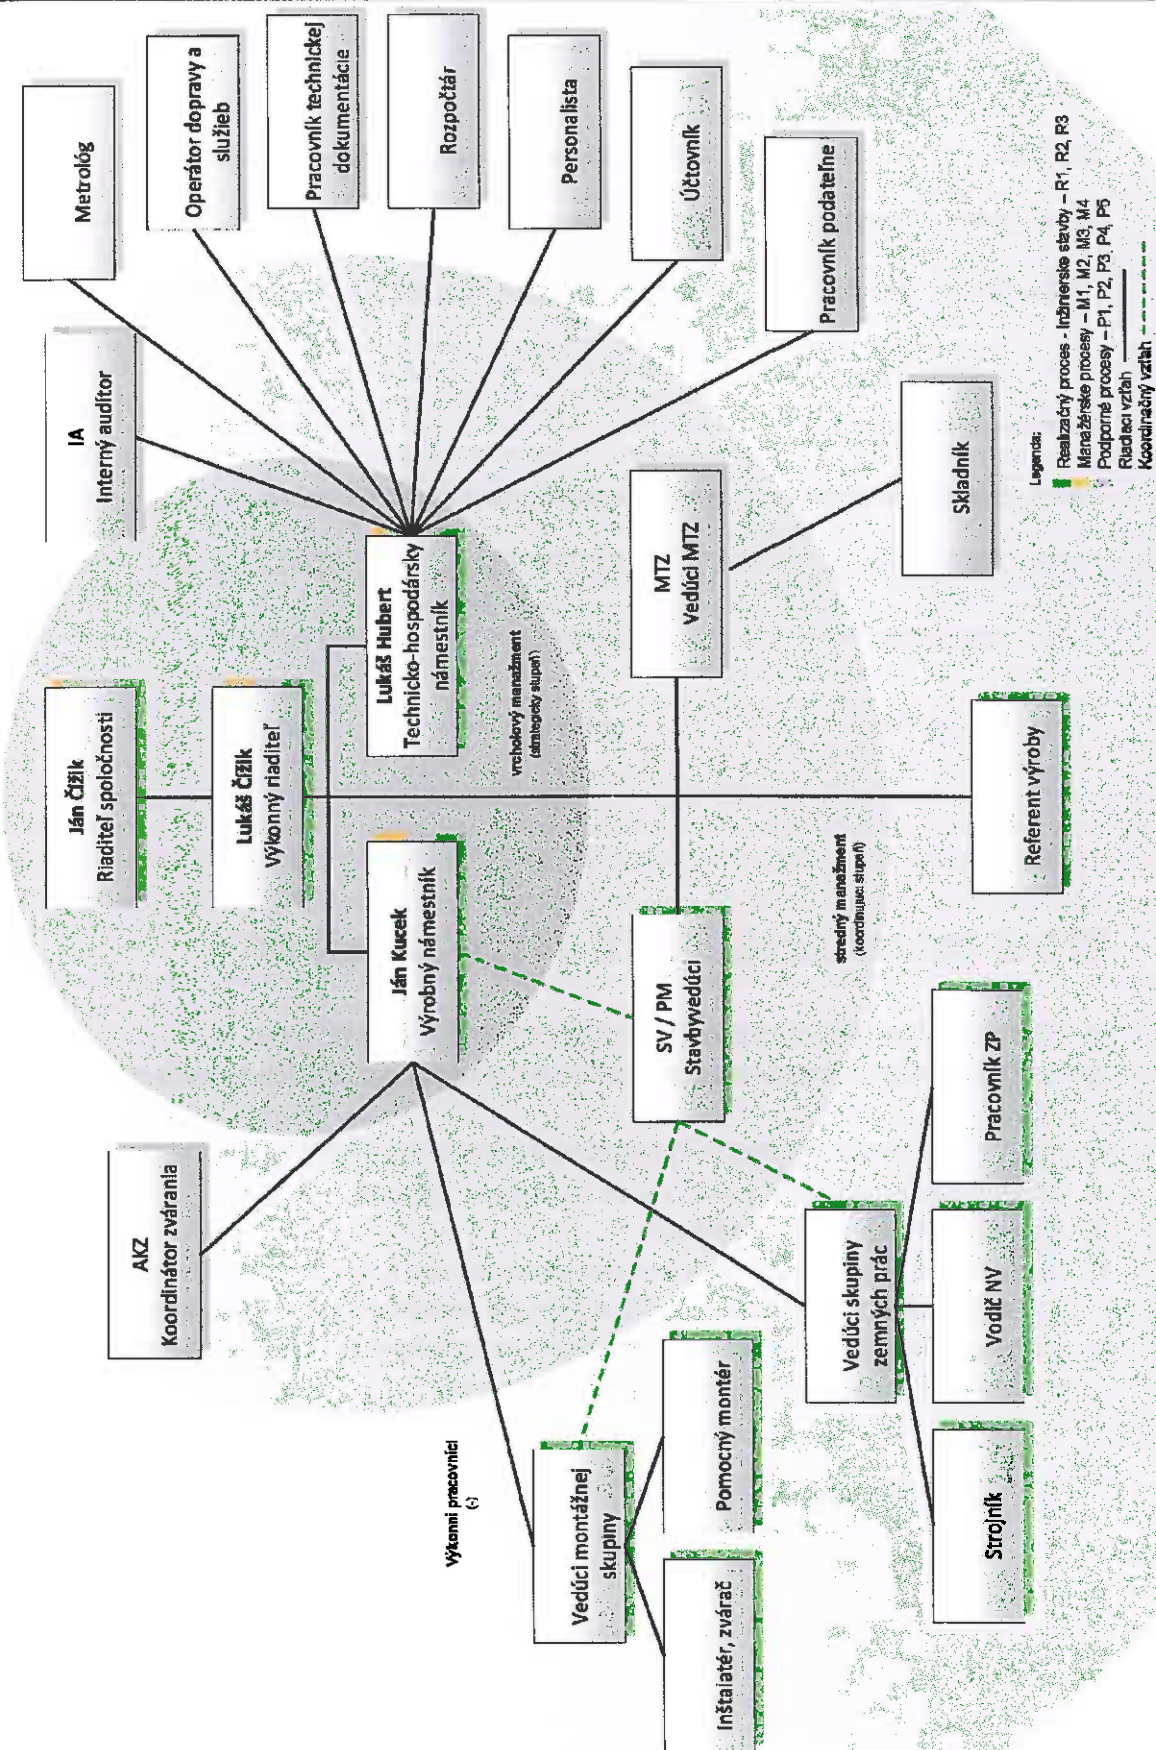 Ján Čížik
Riaditeľ spoločnosti
Lukáš Čížik
Výkonný riaditeľ
Ján Kucek
Výrobný námestník
Lukáš Hubert
Technicko-hospodársky
námestník
vrcholový manažment
(strategický stupeň)
AKZ
Koordinátor zvárania
IA
Interný audítor
Metrológ
Operátor dopravy a
služieb
Pracovník technickej
dokumentácie
Rozpočtár
Personalista
Účtovník
Pracovník podateľne
SV / PM
Stavbyvedúci
MTZ
Vedúci MTZ
Skladník
Referent výroby
stredný manažment
(koordinujúci stupeň)
Výkonní pracovníci
(-)
Vedúci montážnej
skupiny
Inštalatér, zvárač
Pomocný montér
Vedúci skupiny
zemných prác
Strojník
Vodič NV
Pracovník ZP
Legenda:
Realizačný proces - Inžinierske stavby – R1, R2, R3
Manažérske procesy – M1, M2, M3, M4
Podporné procesy – P1, P2, P3, P4, P5
Riadiaci vzťah
Koordinačný vzťah